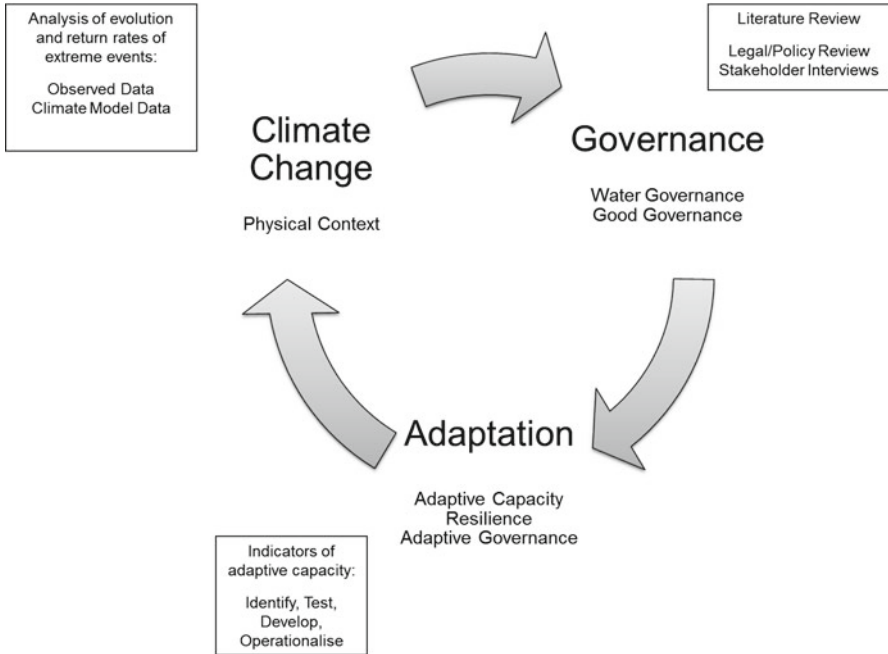 Analysis of evolution
and return rates of
extreme events:
Observed Data
Climate Model Data
Literature Review
Legal/Policy Review
Stakeholder Interviews
Climate
Change
Physical Context
Governance
Water Governance
Good Governance
Adaptation
Adaptive Capacity
Resilience
Adaptive Governance
Indicators of
adaptive capacity:
Identify, Test,
Develop,
Operationalise